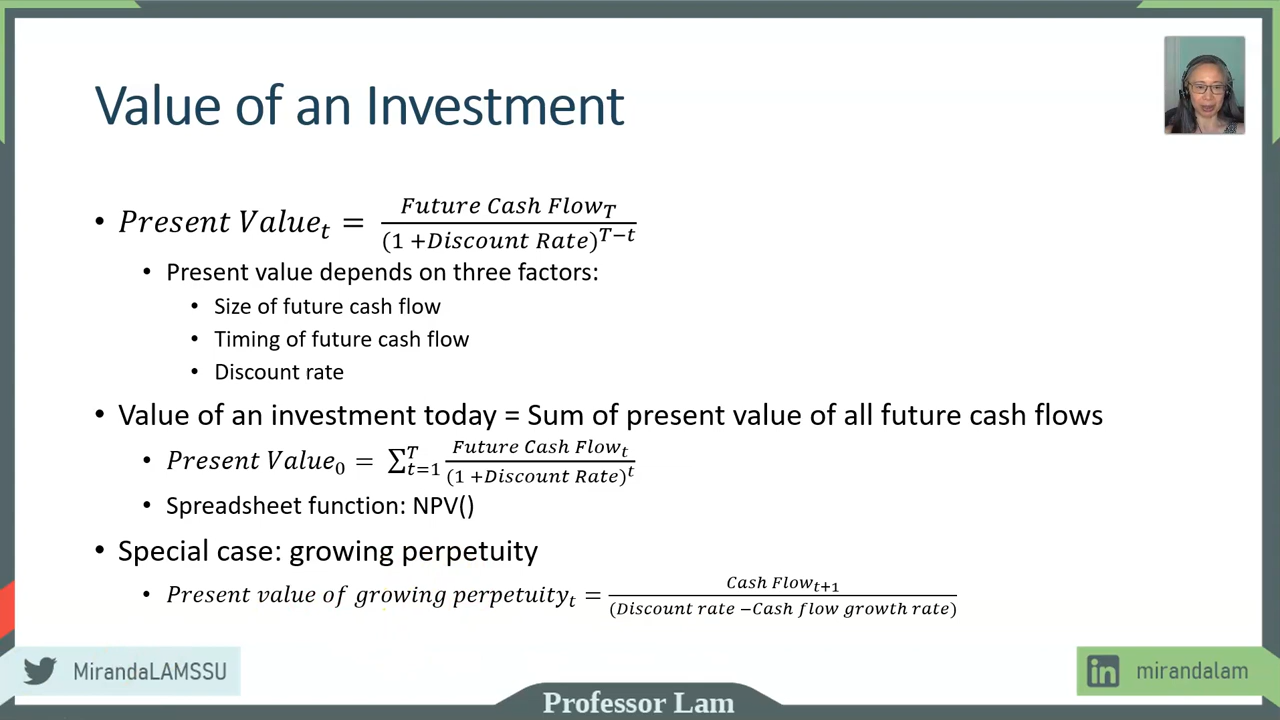 Value of an Investment
• Present Value_t = Future Cash Flow_T / (1 +Discount Rate)^{T−t}
• Present value depends on three factors:
• Size of future cash flow
• Timing of future cash flow
• Discount rate
• Value of an investment today = Sum of present value of all future cash flows
• Present Value_0 = ∑_{t=1}^{T} Future Cash Flow_t / (1 +Discount Rate)^t
• Spreadsheet function: NPV()
• Special case: growing perpetuity
• Present value of growing perpetuity_t = Cash Flow_{t+1} / (Discount rate −Cash flow growth rate)
MirandaLAMSSU
Professor Lam
in mirandalam